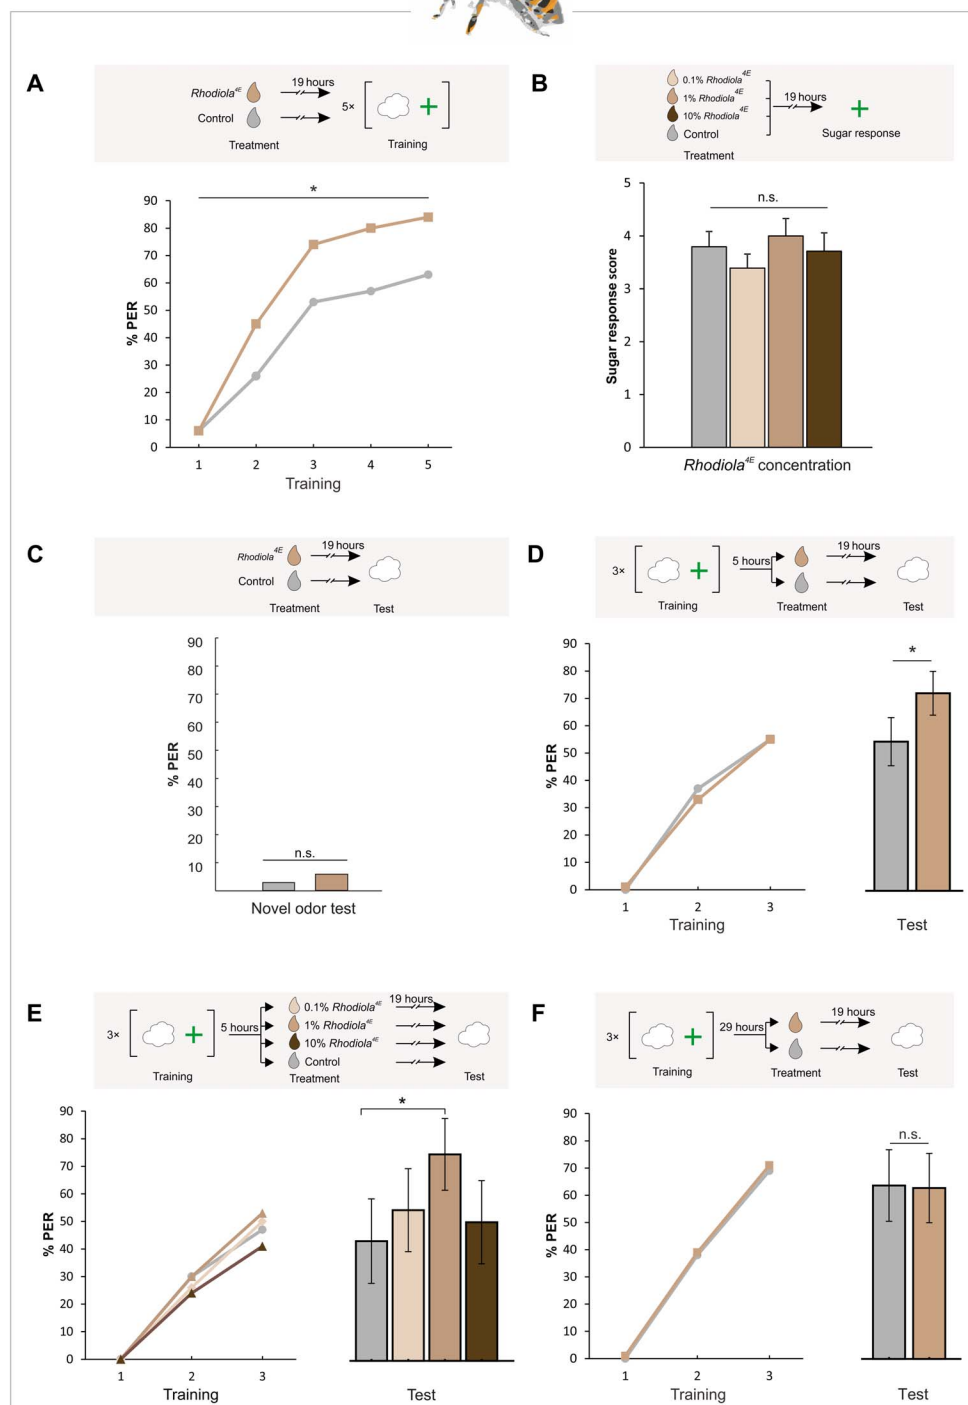 A
Rhodiola4E
19 hours
5×
Control
Treatment
Training
*
90
80
70
60
50
40
30
20
10
0
% PER
1 2 3 4 5
Training
B
0.1% Rhodiola4E
1% Rhodiola4E
10% Rhodiola4E
Control
19 hours
Sugar response
Treatment
5
4
3
2
1
0
Sugar response score
n.s.
Rhodiola4E concentration
C
Rhodiola4E
19 hours
Control
Treatment
Test
90
80
70
60
50
40
30
20
10
% PER
n.s.
Novel odor test
D
3×
5 hours
19 hours
Training
Treatment
Test
90
80
70
60
50
40
30
20
10
0
% PER
1 2 3
Training
*
Test
E
3×
5 hours
0.1% Rhodiola4E
1% Rhodiola4E
10% Rhodiola4E
Control
19 hours
Training
Treatment
Test
90
80
70
60
50
40
30
20
10
0
% PER
1 2 3
Training
*
Test
F
3×
29 hours
19 hours
Training
Treatment
Test
90
80
70
60
50
40
30
20
10
0
% PER
1 2 3
Training
n.s.
Test